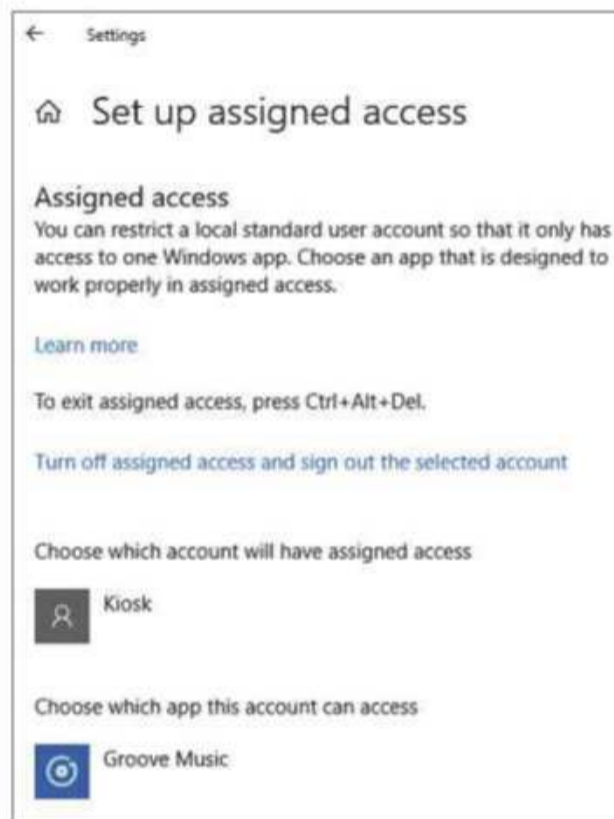 Settings
Set up assigned access
Assigned access
You can restrict a local standard user account so that it only has
access to one Windows app. Choose an app that is designed to
work properly in assigned access.
Learn more
To exit assigned access, press Ctrl+Alt+Del.
Turn off assigned access and sign out the selected account
Choose which account will have assigned access
Kiosk
Choose which app this account can access
Groove Music